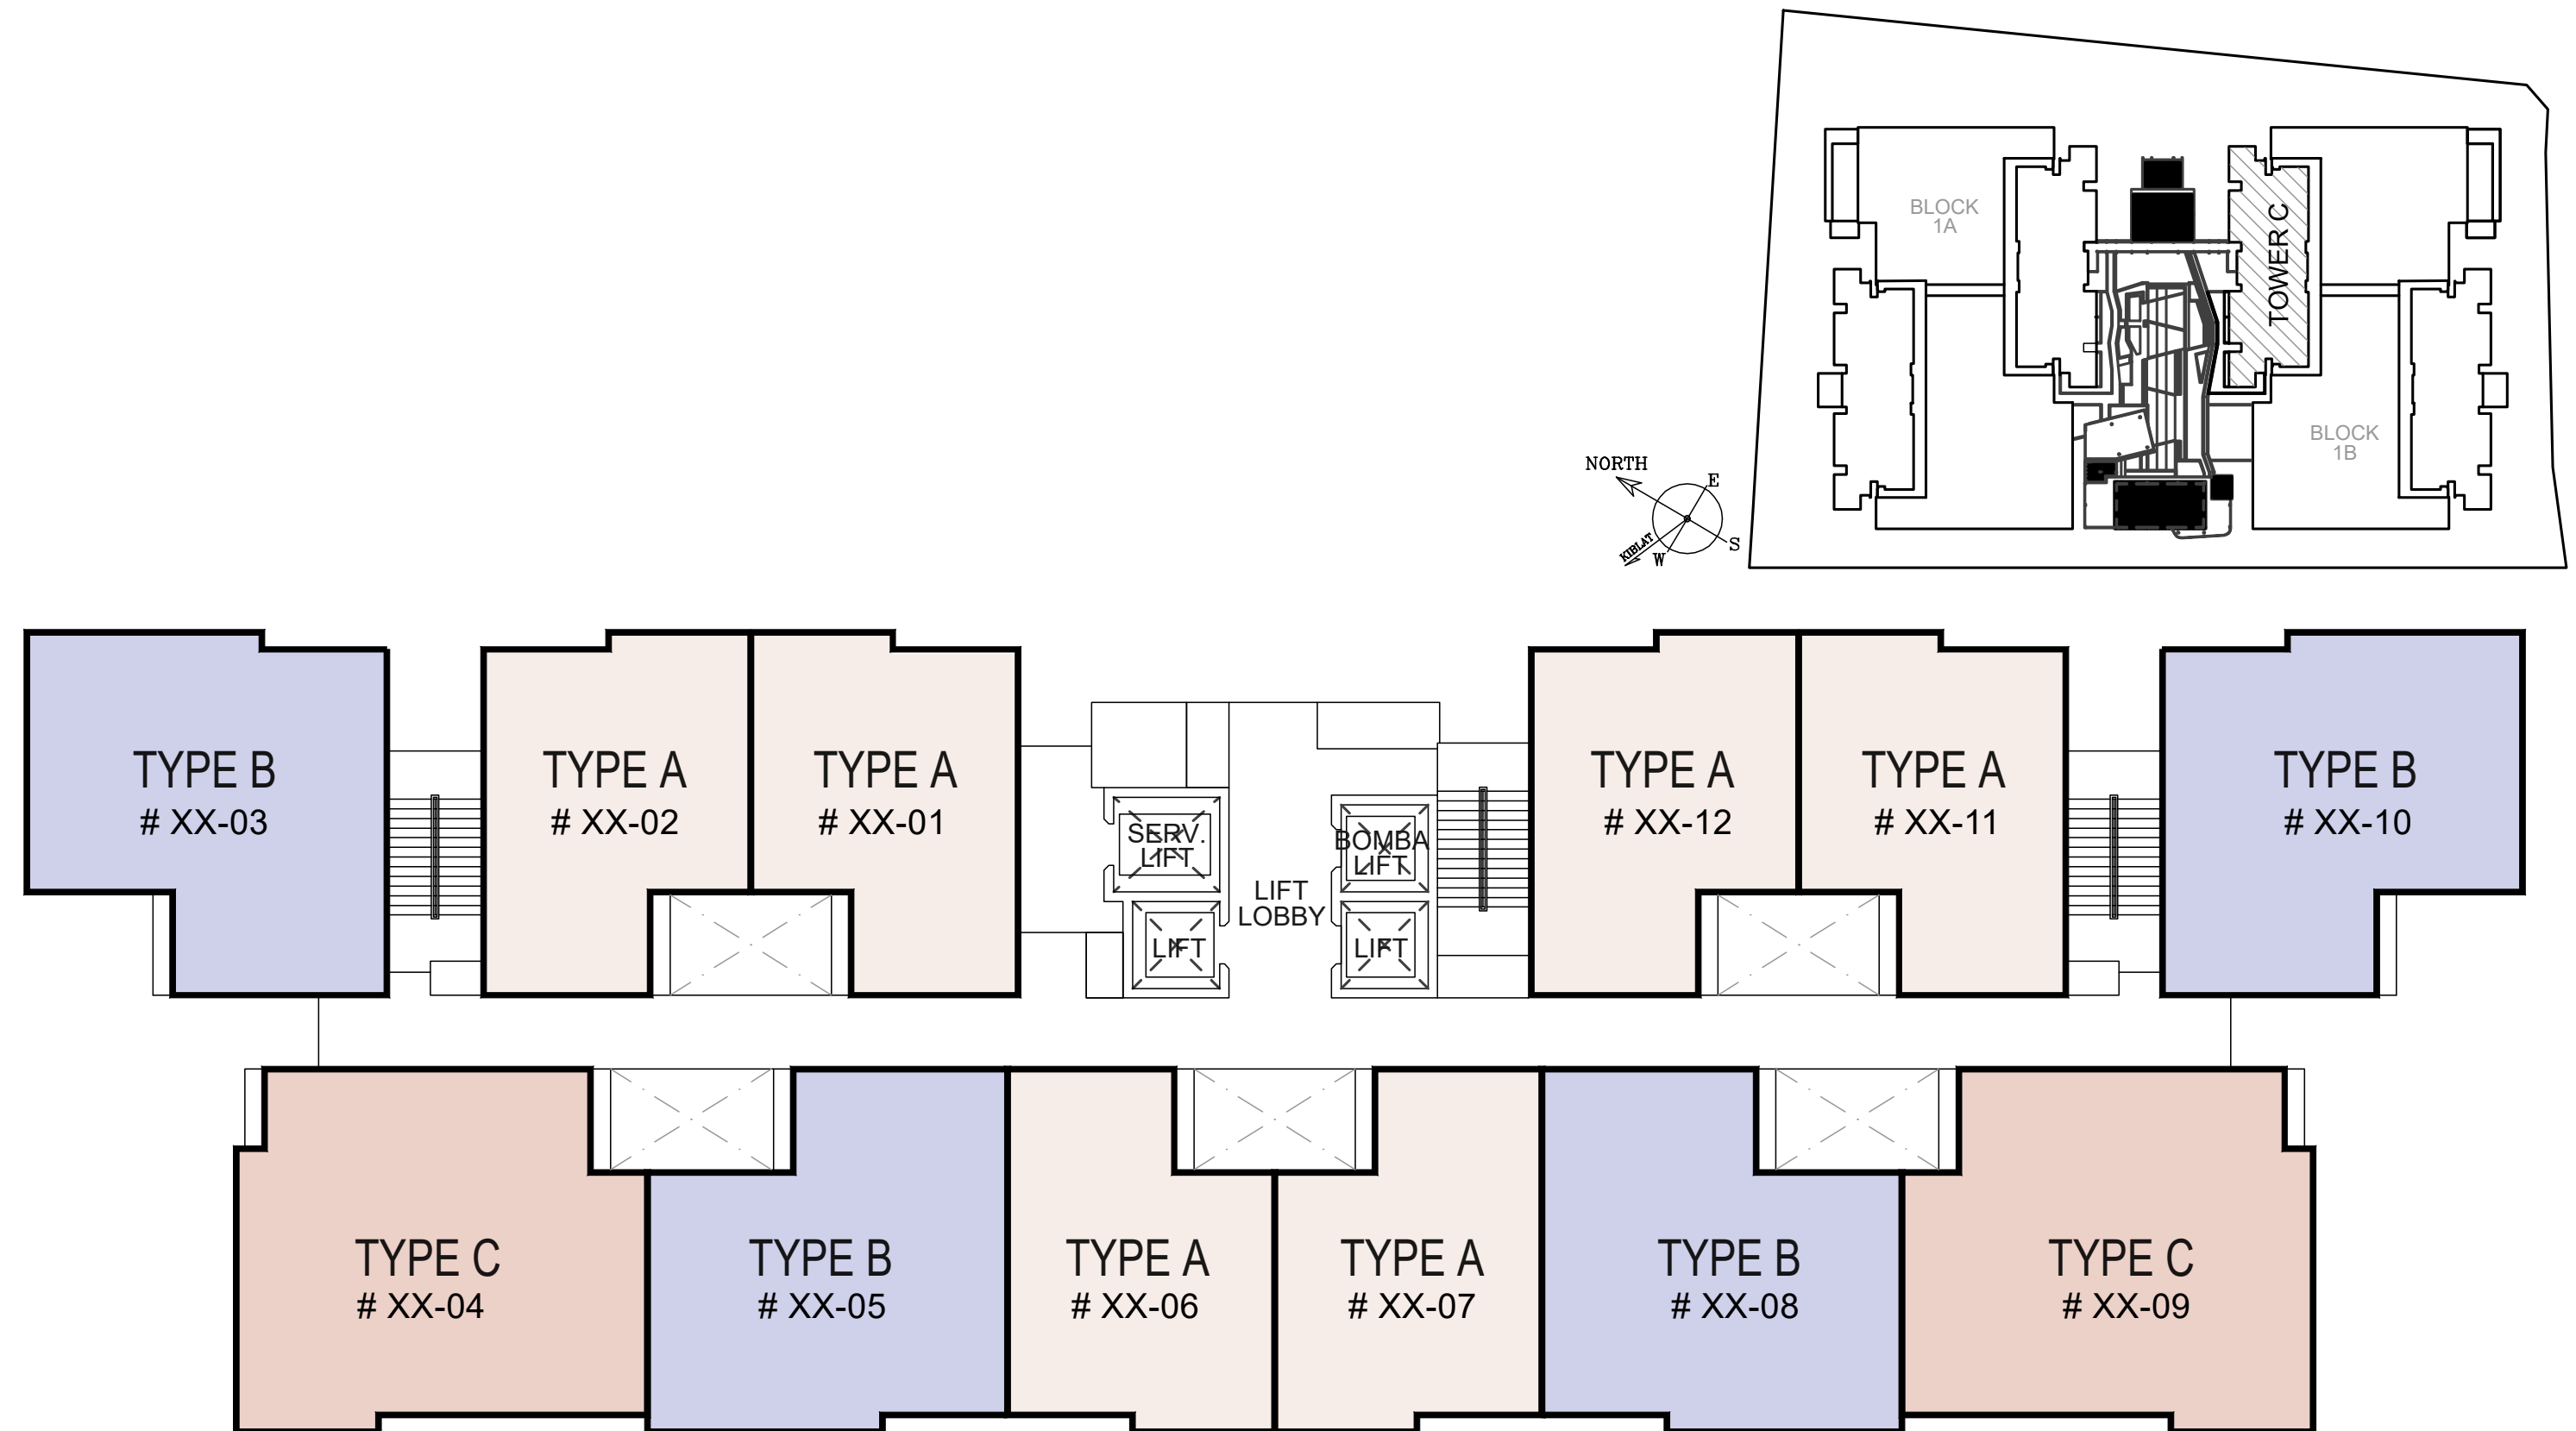 BLOCK
1A
TOWER C
BLOCK
1B
NORTH
E
S
W
KIBLAT
TYPE B
# XX-03
TYPE A
# XX-02
TYPE A
# XX-01
SERV.
LIFT
LIFT
LIFT
LOBBY
BOMBA
LIFT
LIFT
TYPE A
# XX-12
TYPE A
# XX-11
TYPE B
# XX-10
TYPE C
# XX-04
TYPE B
# XX-05
TYPE A
# XX-06
TYPE A
# XX-07
TYPE B
# XX-08
TYPE C
# XX-09